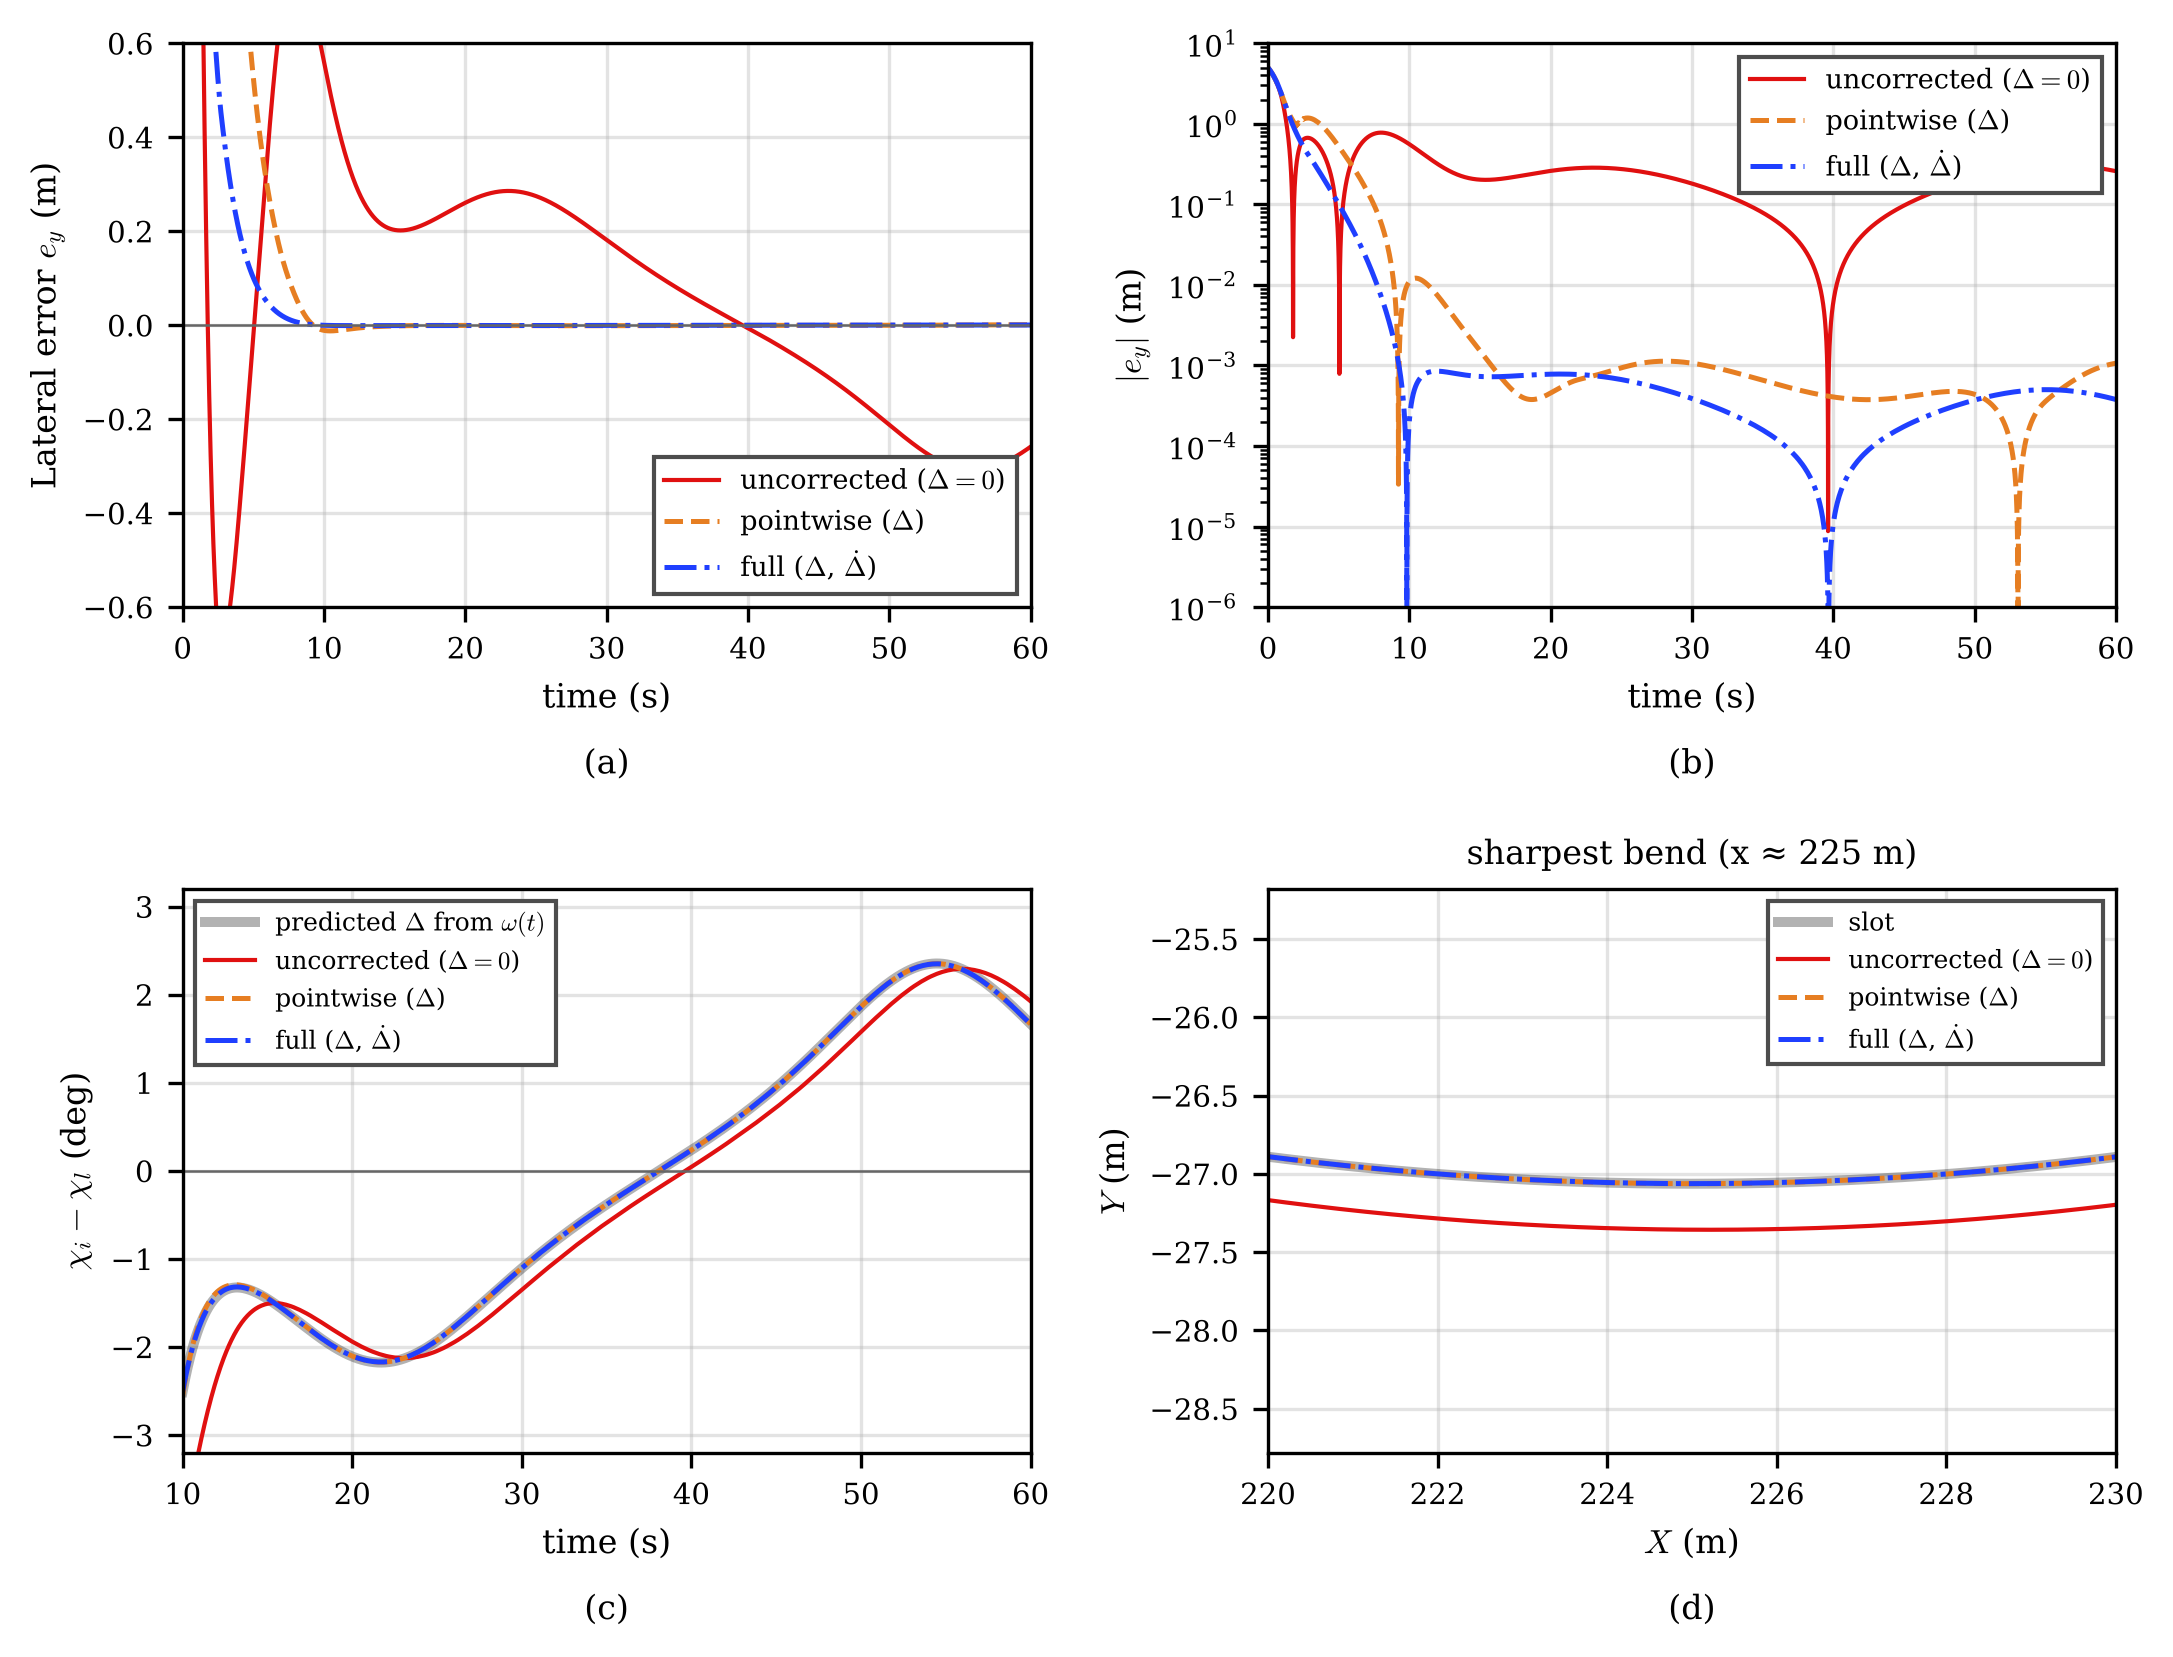 0.6
0.4
0.2
0.0
−0.2
−0.4
−0.6
Lateral error e_y (m)
uncorrected (Δ = 0)
pointwise (Δ)
full (Δ, Δ̇)
0 10 20 30 40 50 60
time (s)
(a)
10¹
10⁰
10⁻¹
10⁻²
10⁻³
10⁻⁴
10⁻⁵
10⁻⁶
|e_y| (m)
uncorrected (Δ = 0)
pointwise (Δ)
full (Δ, Δ̇)
0 10 20 30 40 50 60
time (s)
(b)
3
2
1
0
−1
−2
−3
χ_i − χ_l (deg)
predicted Δ from ω(t)
uncorrected (Δ = 0)
pointwise (Δ)
full (Δ, Δ̇)
10 20 30 40 50 60
time (s)
(c)
sharpest bend (x ≈ 225 m)
−25.5
−26.0
−26.5
−27.0
−27.5
−28.0
−28.5
Y (m)
slot
uncorrected (Δ = 0)
pointwise (Δ)
full (Δ, Δ̇)
220 222 224 226 228 230
X (m)
(d)